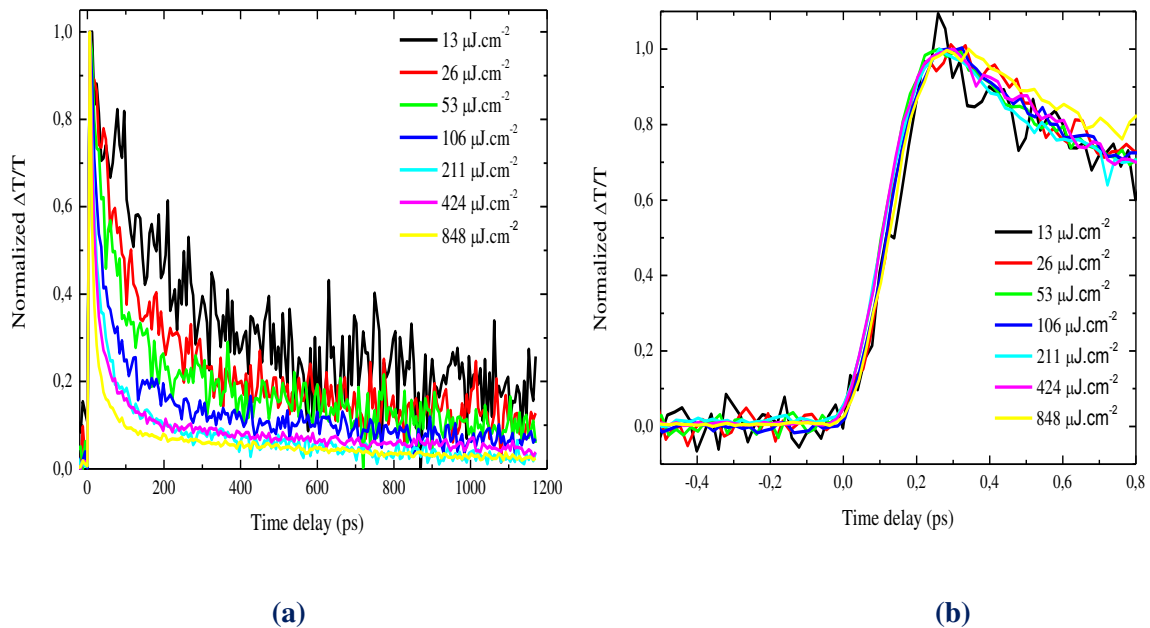 1,0
0,8
0,6
0,4
0,2
0,0
Normalized ΔT/T
13 μJ.cm⁻²
26 μJ.cm⁻²
53 μJ.cm⁻²
106 μJ.cm⁻²
211 μJ.cm⁻²
424 μJ.cm⁻²
848 μJ.cm⁻²
0 200 400 600 800 1000 1200
Time delay (ps)
(a)
1,0
0,8
0,6
0,4
0,2
0,0
Normalized ΔT/T
13 μJ.cm⁻²
26 μJ.cm⁻²
53 μJ.cm⁻²
106 μJ.cm⁻²
211 μJ.cm⁻²
424 μJ.cm⁻²
848 μJ.cm⁻²
-0,4 -0,2 0,0 0,2 0,4 0,6 0,8
Time delay (ps)
(b)